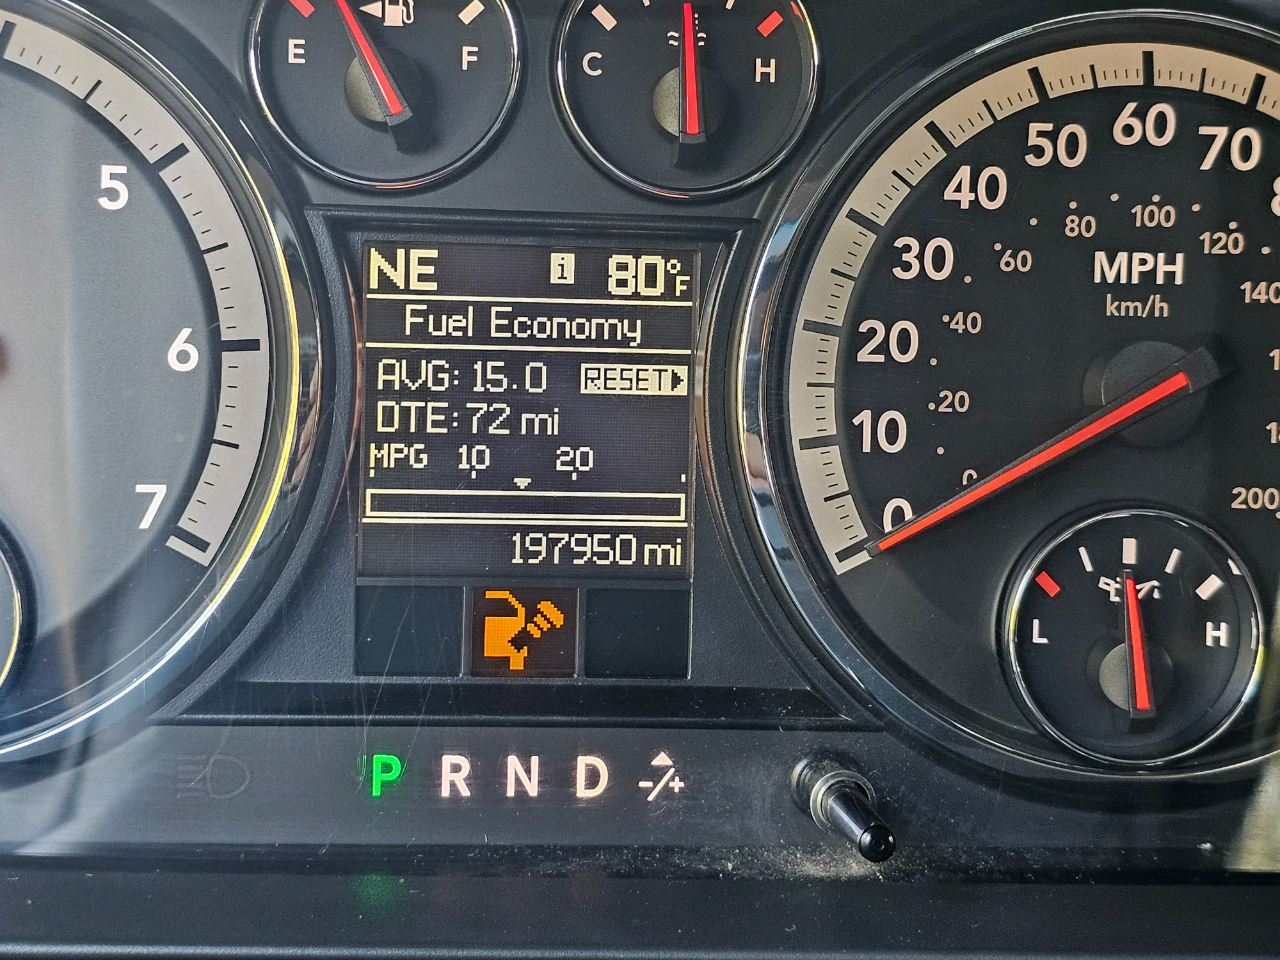 E F
C H
5
6
7
NE i 80°F
Fuel Economy
AVG: 15.0 RESET
DTE: 72 mi
MPG 10 20
197950 mi
P R N D -/+
0 10 20 30 40 50 60 70
0 20 40 60 80 100 120 140
200
MPH
km/h
L H